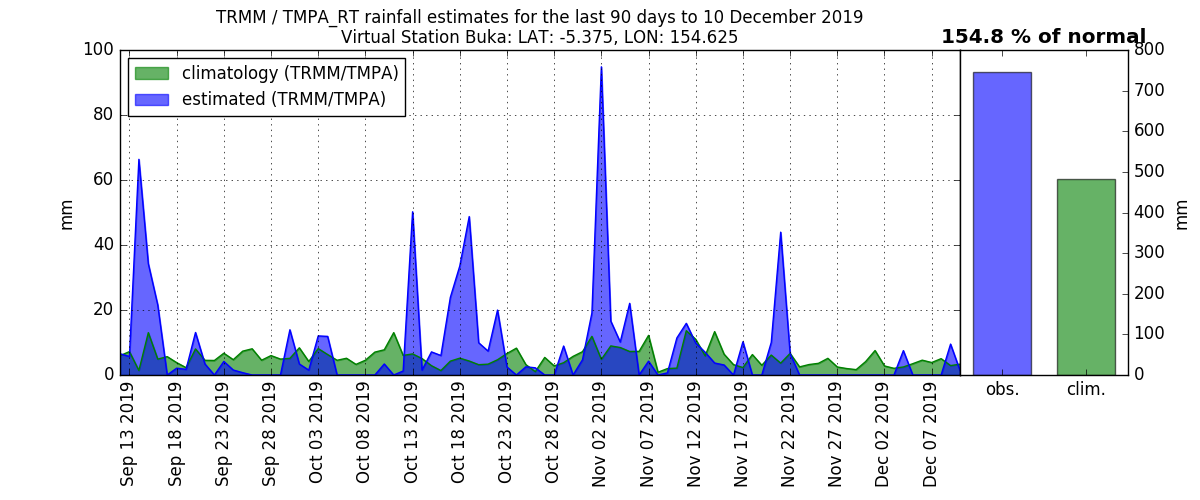 TRMM / TMPA_RT rainfall estimates for the last 90 days to 10 December 2019
Virtual Station Buka: LAT: -5.375, LON: 154.625
154.8 % of normal
climatology (TRMM/TMPA)
estimated (TRMM/TMPA)
mm
100
80
60
40
20
0
Sep 13 2019
Sep 18 2019
Sep 23 2019
Sep 28 2019
Oct 03 2019
Oct 08 2019
Oct 13 2019
Oct 18 2019
Oct 23 2019
Oct 28 2019
Nov 02 2019
Nov 07 2019
Nov 12 2019
Nov 17 2019
Nov 22 2019
Nov 27 2019
Dec 02 2019
Dec 07 2019
obs.
clim.
800
700
600
500
400
300
200
100
0
mm